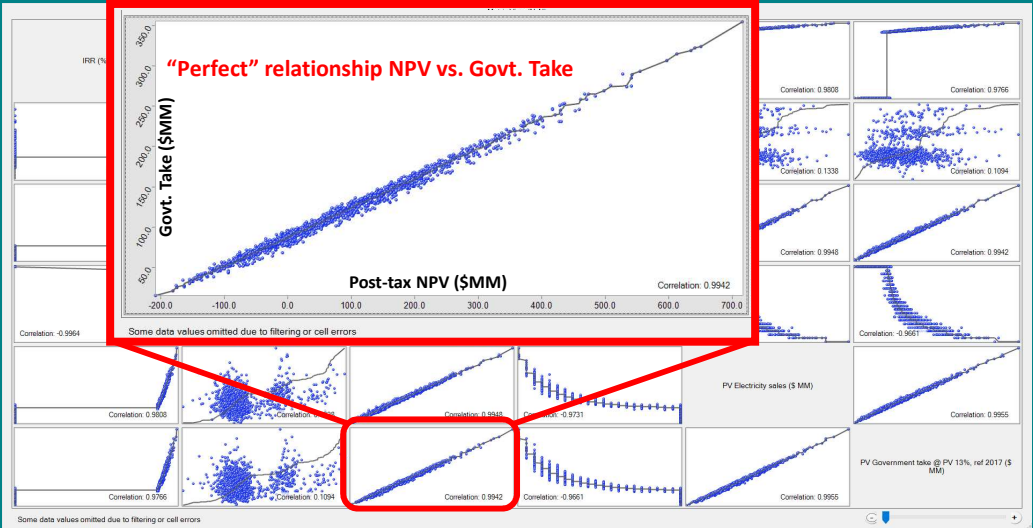 IRR (%
"Perfect" relationship NPV vs. Govt. Take
Govt. Take ($MM)
350.0
300.0
250.0
200.0
150.0
100.0
50.0
Post-tax NPV ($MM)
Correlation: 0.9942
-200.0 -100.0 0.0 100.0 200.0 300.0 400.0 500.0 600.0 700.0
Some data values omitted due to filtering or cell errors
Correlation: 0.9808
Correlation: 0.9766
Correlation: 0.1338
Correlation: 0.1094
Correlation: 0.9948
Correlation: 0.9942
Correlation: -0.9964
Correlation: -0.9661
Correlation: 0.9808
Correlation:
Correlation: 0.9948
Correlation: -0.9731
PV Electricity sales ($ MM)
Correlation: 0.9955
Correlation: 0.9766
Correlation: 0.1094
Correlation: 0.9942
Correlation: -0.9661
Correlation: 0.9955
PV Government take @ PV 13%, ref 2017 ($
MM)
Some data values omitted due to filtering or cell errors